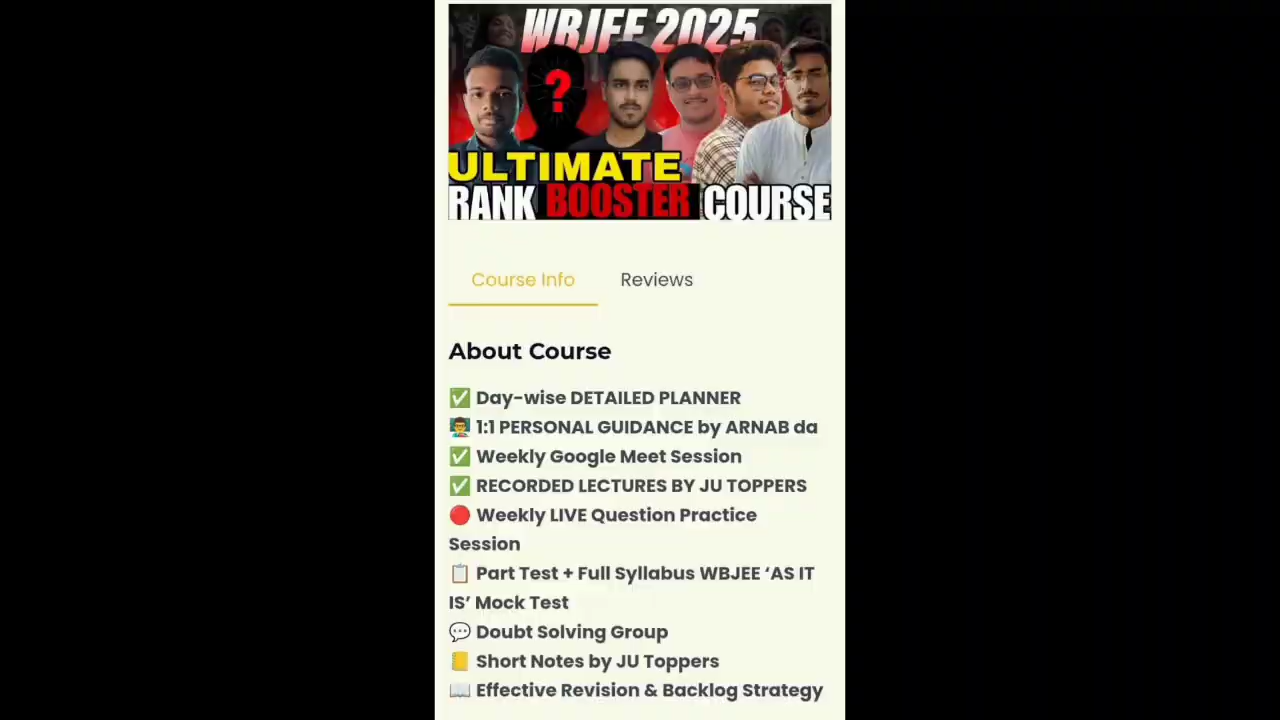 WBJEE 2025
?
ULTIMATE
RANK BOOSTER COURSE
Course Info
Reviews
About Course
✅ Day-wise DETAILED PLANNER
👨‍🏫 1:1 PERSONAL GUIDANCE by ARNAB da
✅ Weekly Google Meet Session
✅ RECORDED LECTURES BY JU TOPPERS
🔴 Weekly LIVE Question Practice
Session
📋 Part Test + Full Syllabus WBJEE ‘AS IT
IS’ Mock Test
💬 Doubt Solving Group
📒 Short Notes by JU Toppers
📖 Effective Revision & Backlog Strategy